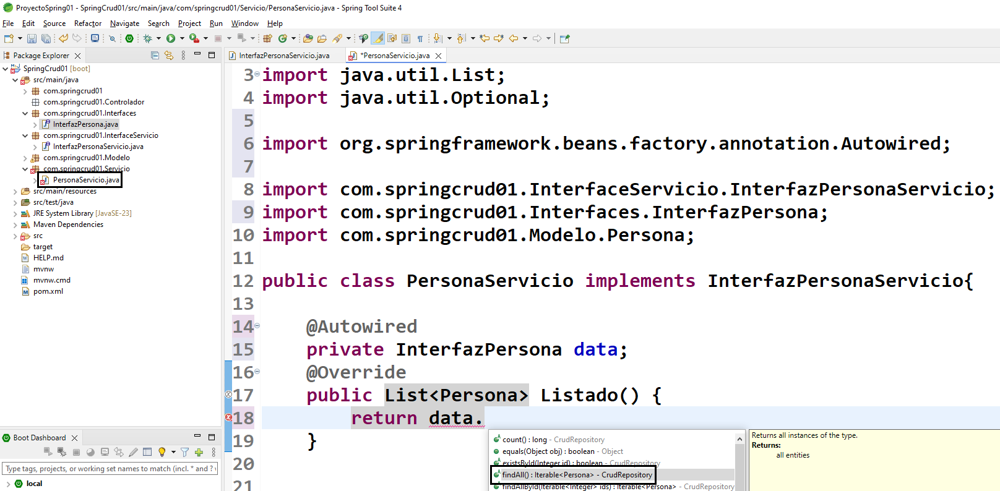 ProyectoSpring01 - SpringCrud01/src/main/java/com/springcrud01/Servicio/PersonaServicio.java - Spring Tool Suite 4
File Edit Source Refactor Navigate Search Project Run Window Help
Package Explorer
SpringCrud01 [boot]
src/main/java
com.springcrud01
com.springcrud01.Controlador
com.springcrud01.Interfaces
InterfazPersona.java
com.springcrud01.InterfaceServicio
InterfazPersonaServicio.java
com.springcrud01.Modelo
com.springcrud01.Servicio
PersonaServicio.java
src/main/resources
src/test/java
JRE System Library [JavaSE-23]
Maven Dependencies
src
target
HELP.md
mvnw
mvnw.cmd
pom.xml
Boot Dashboard
Type tags, projects, or working set names to match (incl. * and ? w
local
InterfazPersonaServicio.java
*PersonaServicio.java
3 import java.util.List;
4 import java.util.Optional;
5
6 import org.springframework.beans.factory.annotation.Autowired;
7
8 import com.springcrud01.InterfaceServicio.InterfazPersonaServicio;
9 import com.springcrud01.Interfaces.InterfazPersona;
10 import com.springcrud01.Modelo.Persona;
11
12 public class PersonaServicio implements InterfazPersonaServicio{
13
14 @Autowired
15 private InterfazPersona data;
16 @Override
17 public List<Persona> Listado() {
18 return data.
19 }
20
21
count() : long - CrudRepository
equals(Object obj) : boolean - Object
existsById(Integer id) : boolean - CrudRepository
findAll() : Iterable<Persona> - CrudRepository
findAllById(Iterable<Integer> ids) : Iterable<Persona> - CrudRepository
Returns all instances of the type.
Returns:
all entities